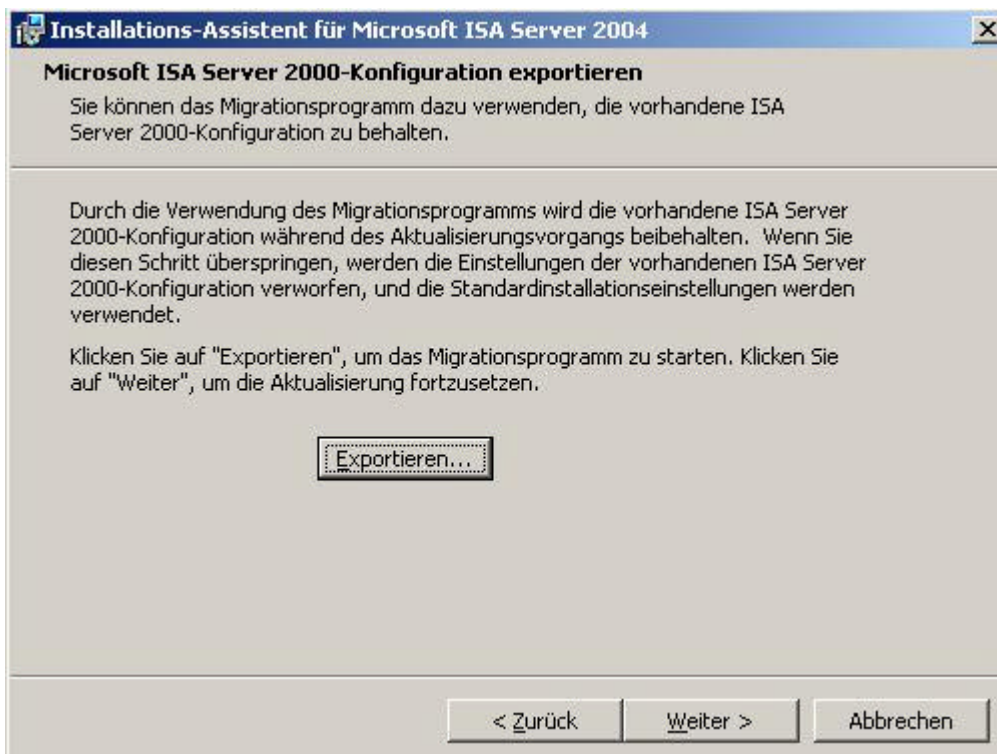 Installations-Assistent für Microsoft ISA Server 2004
Microsoft ISA Server 2000-Konfiguration exportieren
Sie können das Migrationsprogramm dazu verwenden, die vorhandene ISA
Server 2000-Konfiguration zu behalten.
Durch die Verwendung des Migrationsprogramms wird die vorhandene ISA Server
2000-Konfiguration während des Aktualisierungsvorgangs beibehalten. Wenn Sie
diesen Schritt überspringen, werden die Einstellungen der vorhandenen ISA Server
2000-Konfiguration verworfen, und die Standardinstallationseinstellungen werden
verwendet.
Klicken Sie auf "Exportieren", um das Migrationsprogramm zu starten. Klicken Sie
auf "Weiter", um die Aktualisierung fortzusetzen.
Exportieren...
< Zurück
Weiter >
Abbrechen